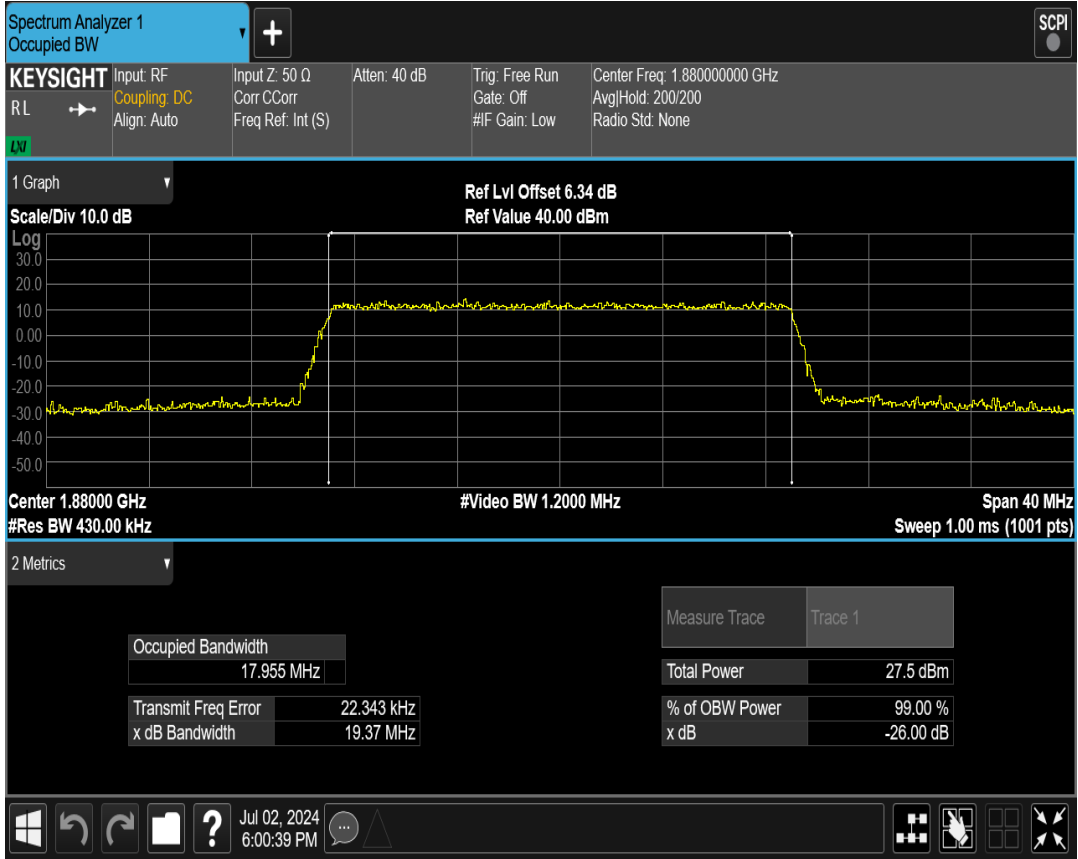 Spectrum Analyzer 1
Occupied BW
+
SCPI
KEYSIGHT
RL
LXI
Input: RF
Coupling: DC
Align: Auto
Input Z: 50 Ω
Corr CCorr
Freq Ref: Int (S)
Atten: 40 dB
Trig: Free Run
Gate: Off
#IF Gain: Low
Center Freq: 1.880000000 GHz
Avg|Hold: 200/200
Radio Std: None
1 Graph
Scale/Div 10.0 dB
Ref Lvl Offset 6.34 dB
Ref Value 40.00 dBm
Log
30.0
20.0
10.0
0.00
-10.0
-20.0
-30.0
-40.0
-50.0
Center 1.88000 GHz
#Video BW 1.2000 MHz
Span 40 MHz
#Res BW 430.00 kHz
Sweep 1.00 ms (1001 pts)
2 Metrics
Measure Trace Trace 1
Occupied Bandwidth
17.955 MHz
Total Power 27.5 dBm
Transmit Freq Error 22.343 kHz
% of OBW Power 99.00 %
x dB Bandwidth 19.37 MHz
x dB -26.00 dB
?
Jul 02, 2024
6:00:39 PM